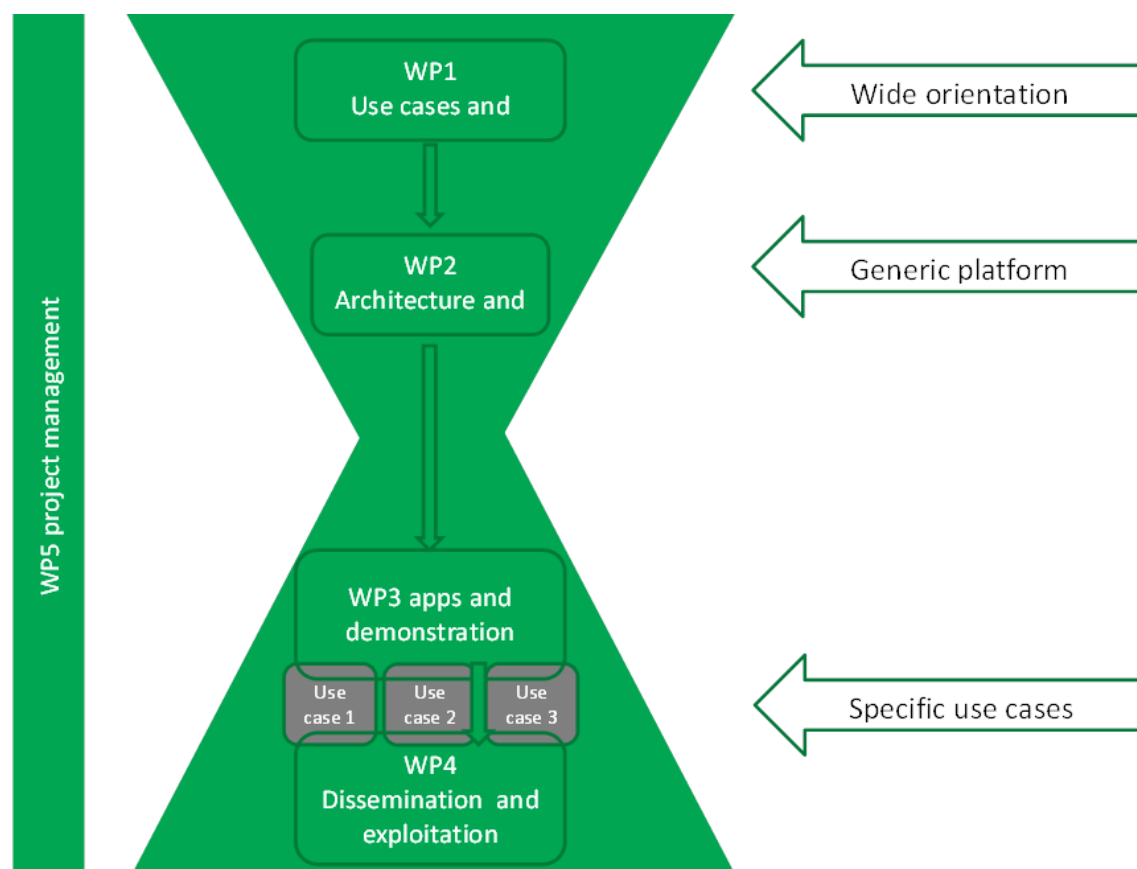 WP5 project management
WP1
Use cases and
Wide orientation
WP2
Architecture and
Generic platform
WP3 apps and
demonstration
Use
case 1
Use
case 2
Use
case 3
Specific use cases
WP4
Dissemination and
exploitation